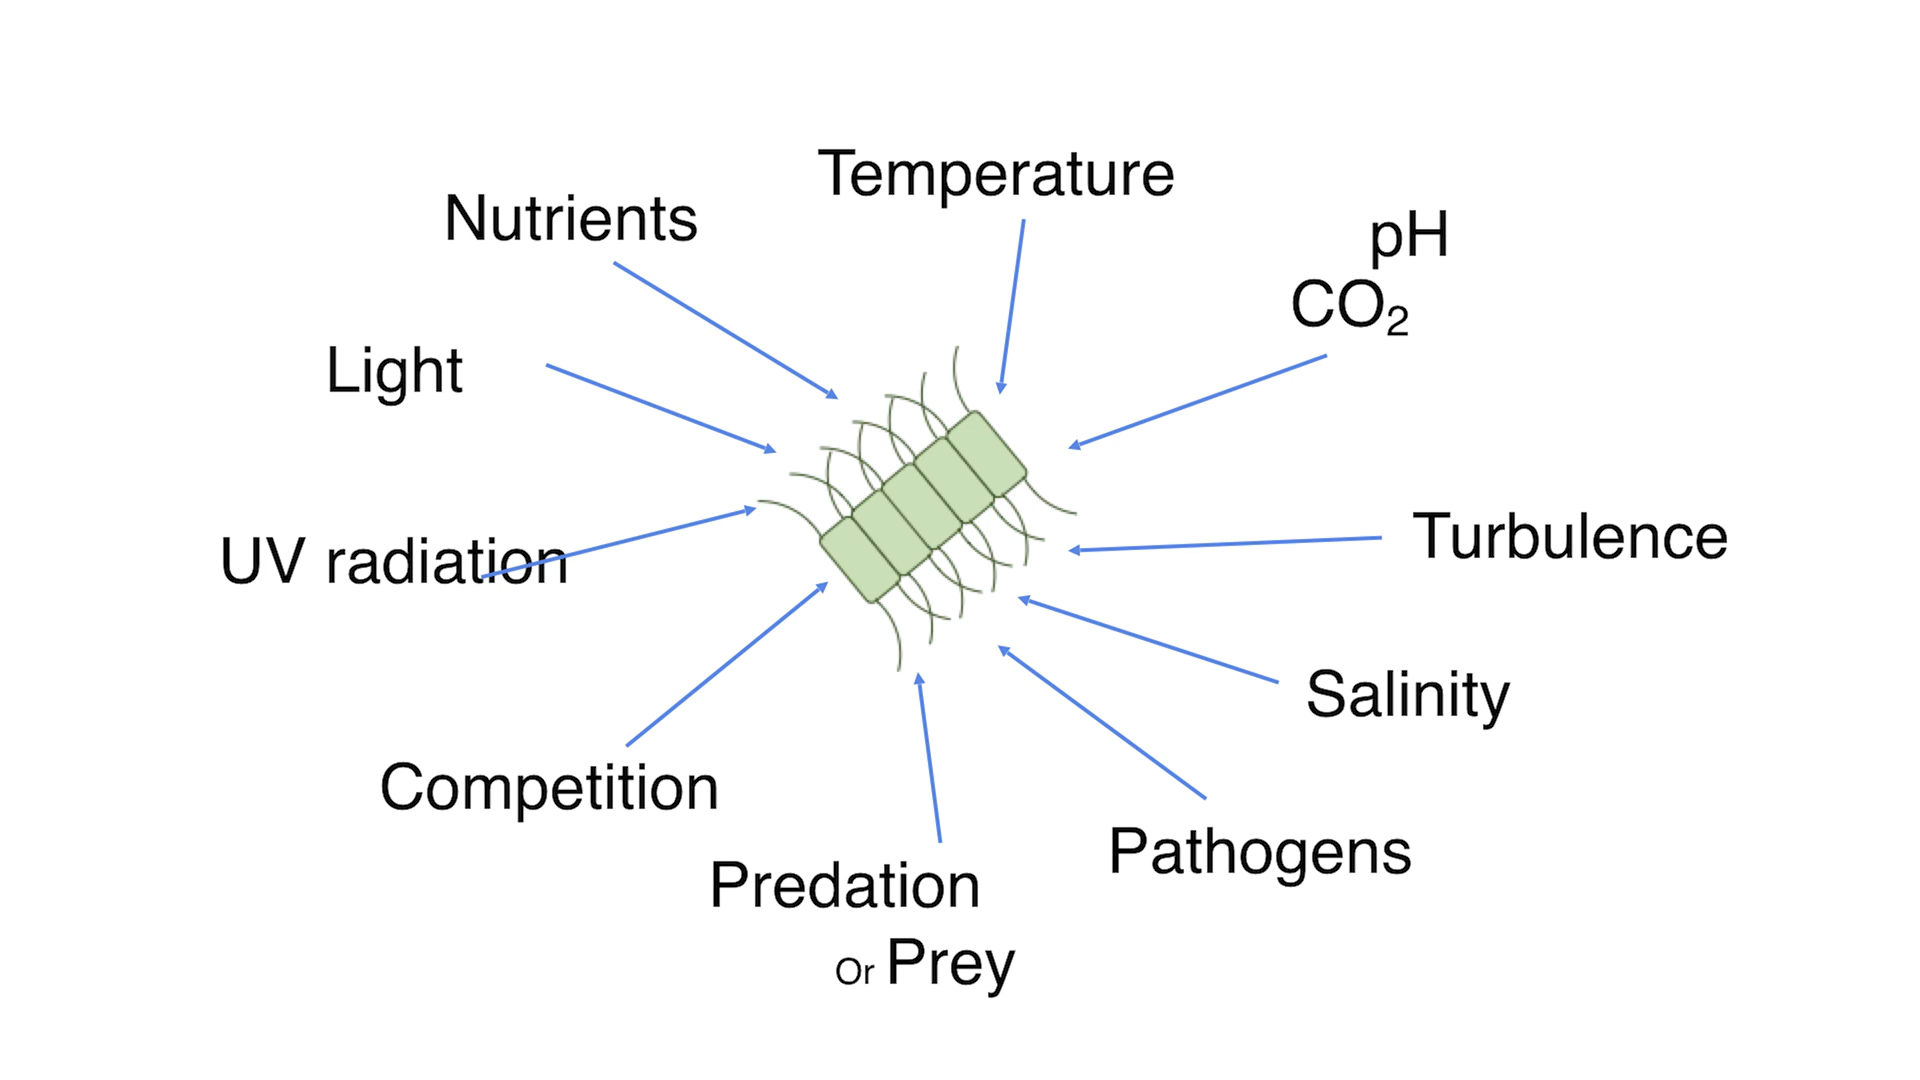 Temperature
Nutrients
pH
CO₂
Light
Turbulence
UV radiation
Salinity
Competition
Pathogens
Predation
Or Prey